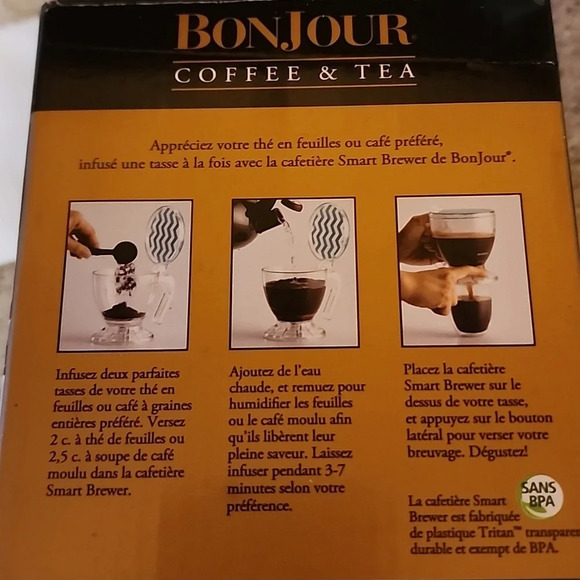 BONJOUR®
COFFEE & TEA
Appréciez votre thé en feuilles ou café préféré,
infusé une tasse à la fois avec la cafetière Smart Brewer de BonJour®.
Infusez deux parfaites
tasses de votre thé en
feuilles ou café à graines
entières préféré. Versez
2 c. à thé de feuilles ou
2,5 c. à soupe de café
moulu dans la cafetière
Smart Brewer.
Ajoutez de l'eau
chaude, et remuez pour
humidifier les feuilles
ou le café moulu afin
qu'ils libèrent leur
pleine saveur. Laissez
infuser pendant 3-7
minutes selon votre
préférence.
Placez la cafetière
Smart Brewer sur le
dessus de votre tasse,
et appuyez sur le bouton
latéral pour verser votre
breuvage. Dégustez!
La cafetière Smart
Brewer est fabriquée
de plastique Tritan™ transpare
durable et exempt de BPA.
SANS
BPA